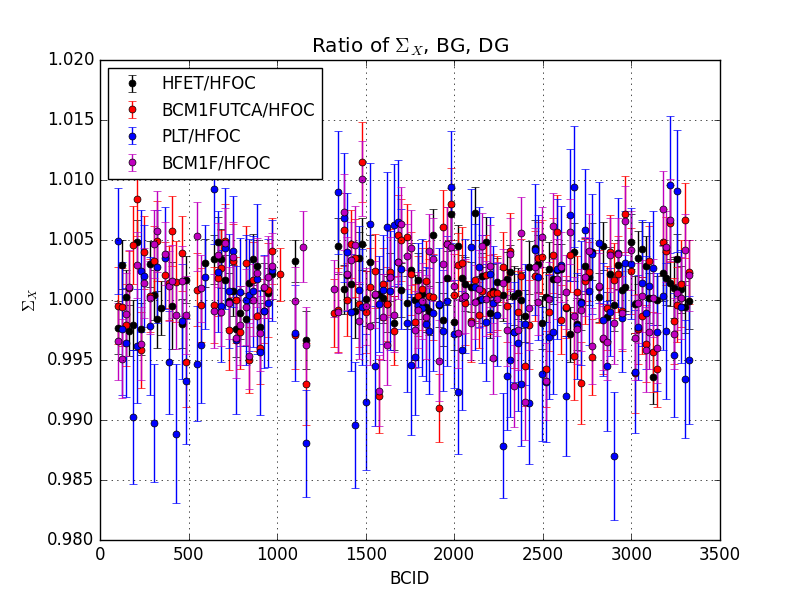 Ratio of Σ_X, BG, DG
HFET/HFOC
BCM1FUTCA/HFOC
PLT/HFOC
BCM1F/HFOC
1.020
1.015
1.010
1.005
1.000
0.995
0.990
0.985
0.980
Σ_X
0 500 1000 1500 2000 2500 3000 3500
BCID